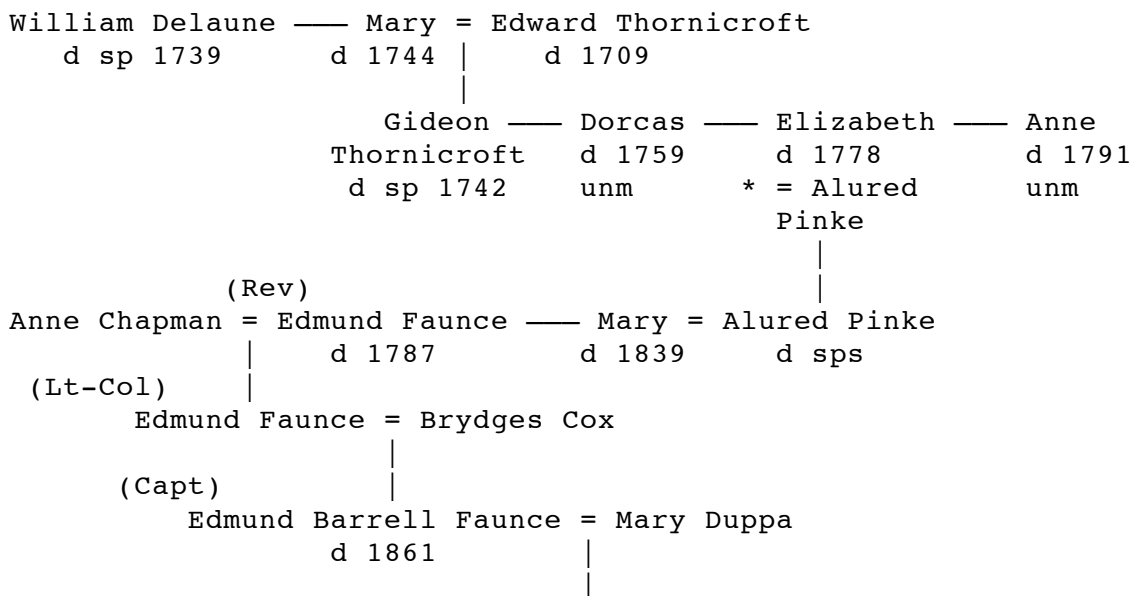 William Delaune —— Mary = Edward Thornicroft
d sp 1739 d 1744 | d 1709
|
Gideon —— Dorcas —— Elizabeth —— Anne
Thornicroft d 1759 d 1778 d 1791
d sp 1742 unm * = Alured unm
Pinke
|
(Rev) |
Anne Chapman = Edmund Faunce —— Mary = Alured Pinke
| d 1787 d 1839 d sps
(Lt-Col) |
Edmund Faunce = Brydges Cox
|
(Capt) |
Edmund Barrell Faunce = Mary Duppa
d 1861 |
|